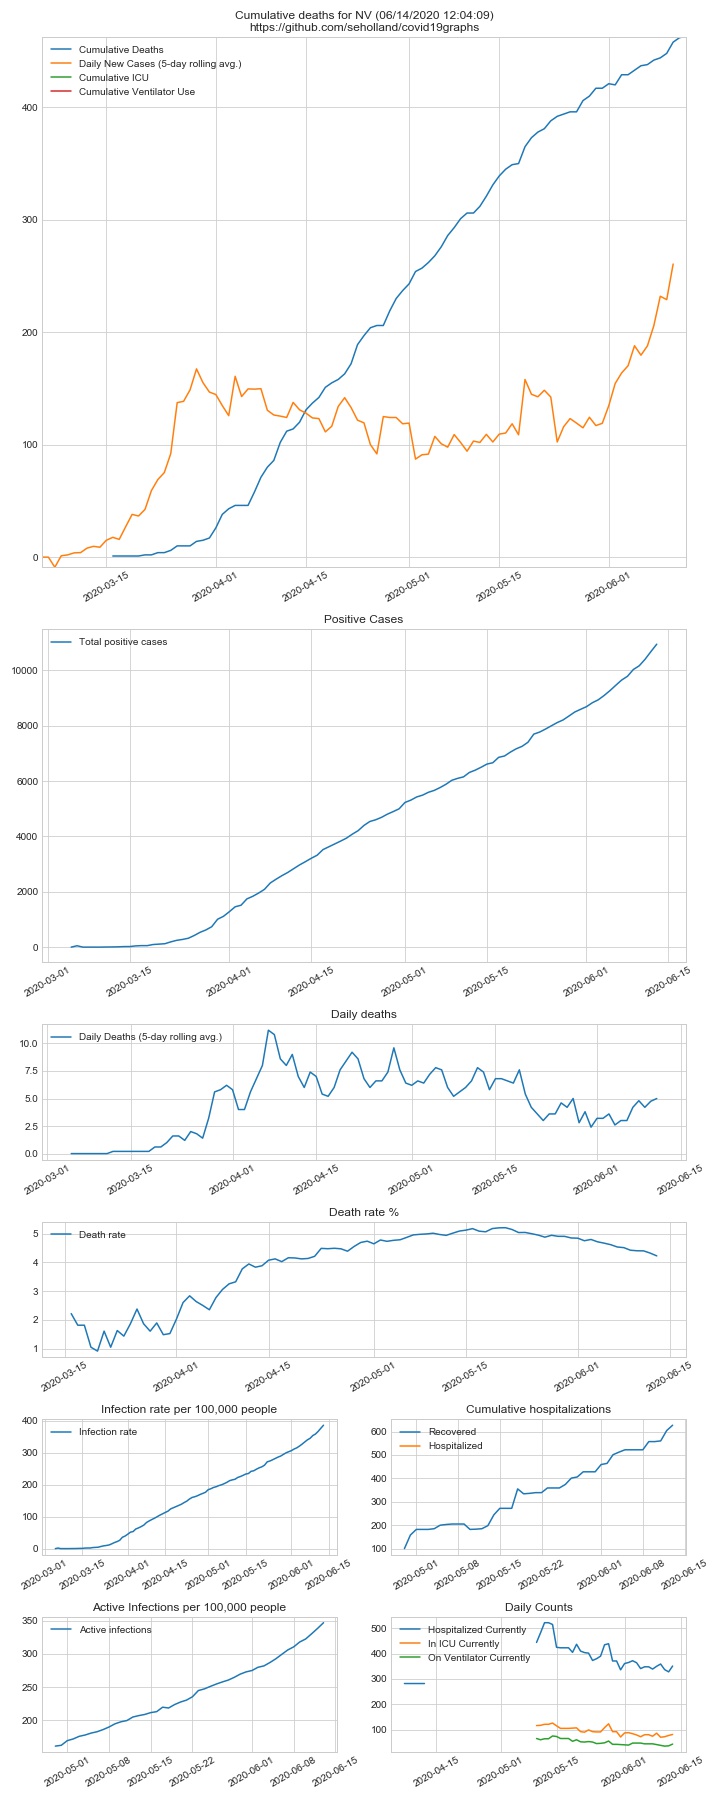 Cumulative deaths for NV (06/14/2020 12:04:09)
https://github.com/seholland/covid19graphs
Cumulative Deaths
Daily New Cases (5-day rolling avg.)
Cumulative ICU
Cumulative Ventilator Use
400
300
200
100
0
2020-03-15 2020-04-01 2020-04-15 2020-05-01 2020-05-15 2020-06-01
Positive Cases
Total positive cases
10000
8000
6000
4000
2000
0
2020-03-01 2020-03-15 2020-04-01 2020-04-15 2020-05-01 2020-05-15 2020-06-01 2020-06-15
Daily deaths
Daily Deaths (5-day rolling avg.)
10.0
7.5
5.0
2.5
0.0
2020-03-01 2020-03-15 2020-04-01 2020-04-15 2020-05-01 2020-05-15 2020-06-01 2020-06-15
Death rate %
Death rate
5
4
3
2
1
2020-03-15 2020-04-01 2020-04-15 2020-05-01 2020-05-15 2020-06-01 2020-06-15
Infection rate per 100,000 people
Infection rate
400
300
200
100
0
2020-03-01 2020-03-15 2020-04-01 2020-04-15 2020-05-01 2020-05-15 2020-06-01 2020-06-15
Cumulative hospitalizations
Recovered
Hospitalized
600
500
400
300
200
100
2020-05-01 2020-05-08 2020-05-15 2020-05-22 2020-06-01 2020-06-08 2020-06-15
Active Infections per 100,000 people
Active infections
350
300
250
200
2020-05-01 2020-05-08 2020-05-15 2020-05-22 2020-06-01 2020-06-08 2020-06-15
Daily Counts
Hospitalized Currently
In ICU Currently
On Ventilator Currently
500
400
300
200
100
2020-04-15 2020-05-01 2020-05-15 2020-06-01 2020-06-15